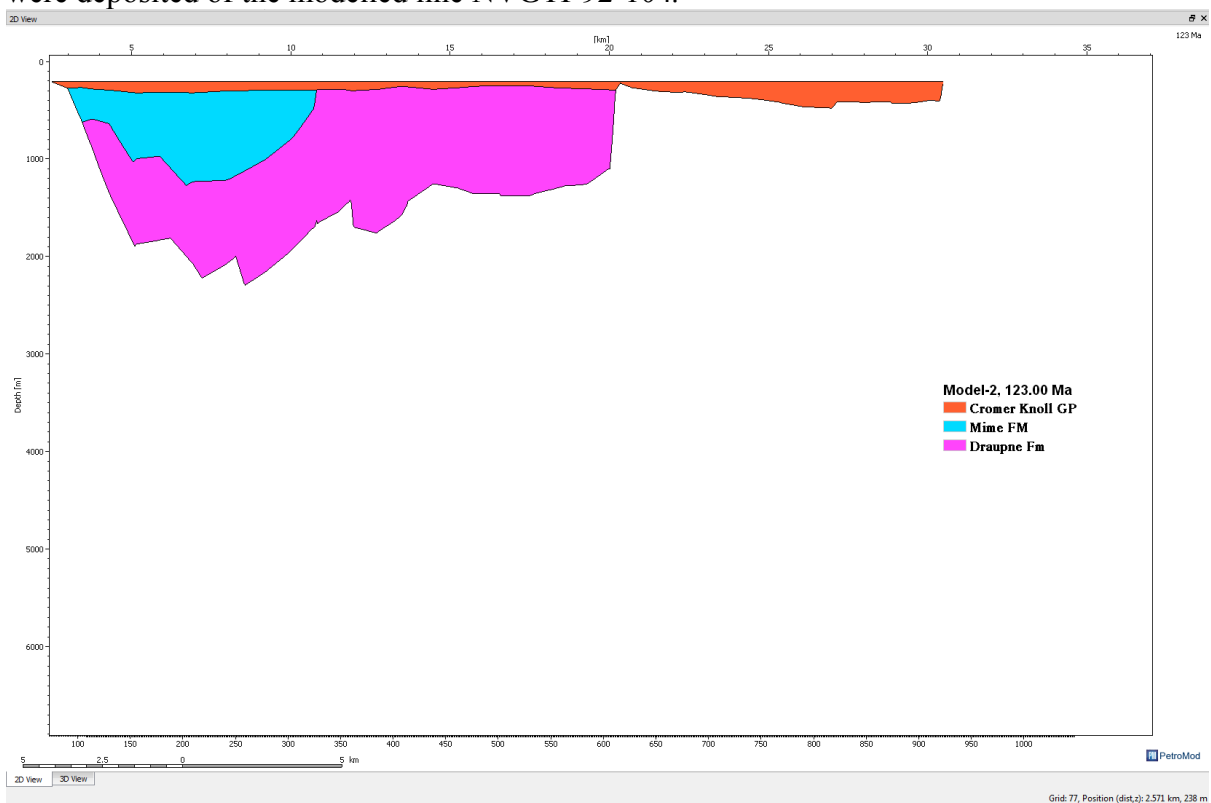 were deposited of the modelled line NVGTI-92-104.
2D View
123 Ma
[km]
5 10 15 20 25 30 35
0
1000
2000
3000
4000
5000
6000
Depth [m]
Model-2, 123.00 Ma
Cromer Knoll GP
Mime FM
Draupne Fm
100 150 200 250 300 350 400 450 500 550 600 650 700 750 800 850 900 950 1000
5 2.5 0 5 km
PetroMod
2D View 3D View
Grid: 77, Position (dist,z): 2.571 km, 238 m